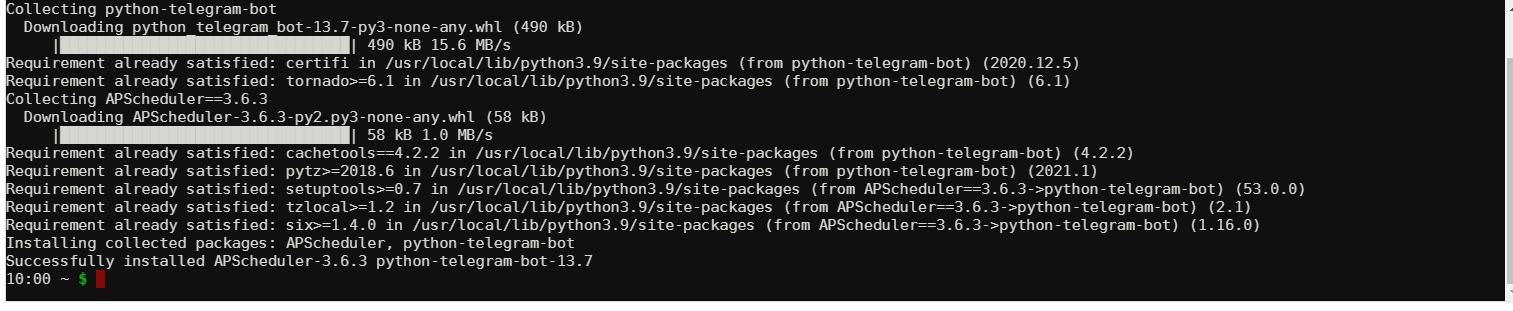 Collecting python-telegram-bot
Downloading python_telegram_bot-13.7-py3-none-any.whl (490 kB)
|████████████████████████████████| 490 kB 15.6 MB/s
Requirement already satisfied: certifi in /usr/local/lib/python3.9/site-packages (from python-telegram-bot) (2020.12.5)
Requirement already satisfied: tornado>=6.1 in /usr/local/lib/python3.9/site-packages (from python-telegram-bot) (6.1)
Collecting APScheduler==3.6.3
Downloading APScheduler-3.6.3-py2.py3-none-any.whl (58 kB)
|████████████████████████████████| 58 kB 1.0 MB/s
Requirement already satisfied: cachetools==4.2.2 in /usr/local/lib/python3.9/site-packages (from python-telegram-bot) (4.2.2)
Requirement already satisfied: pytz>=2018.6 in /usr/local/lib/python3.9/site-packages (from python-telegram-bot) (2021.1)
Requirement already satisfied: setuptools>=0.7 in /usr/local/lib/python3.9/site-packages (from APScheduler==3.6.3->python-telegram-bot) (53.0.0)
Requirement already satisfied: tzlocal>=1.2 in /usr/local/lib/python3.9/site-packages (from APScheduler==3.6.3->python-telegram-bot) (2.1)
Requirement already satisfied: six>=1.4.0 in /usr/local/lib/python3.9/site-packages (from APScheduler==3.6.3->python-telegram-bot) (1.16.0)
Installing collected packages: APScheduler, python-telegram-bot
Successfully installed APScheduler-3.6.3 python-telegram-bot-13.7
10:00 ~ $